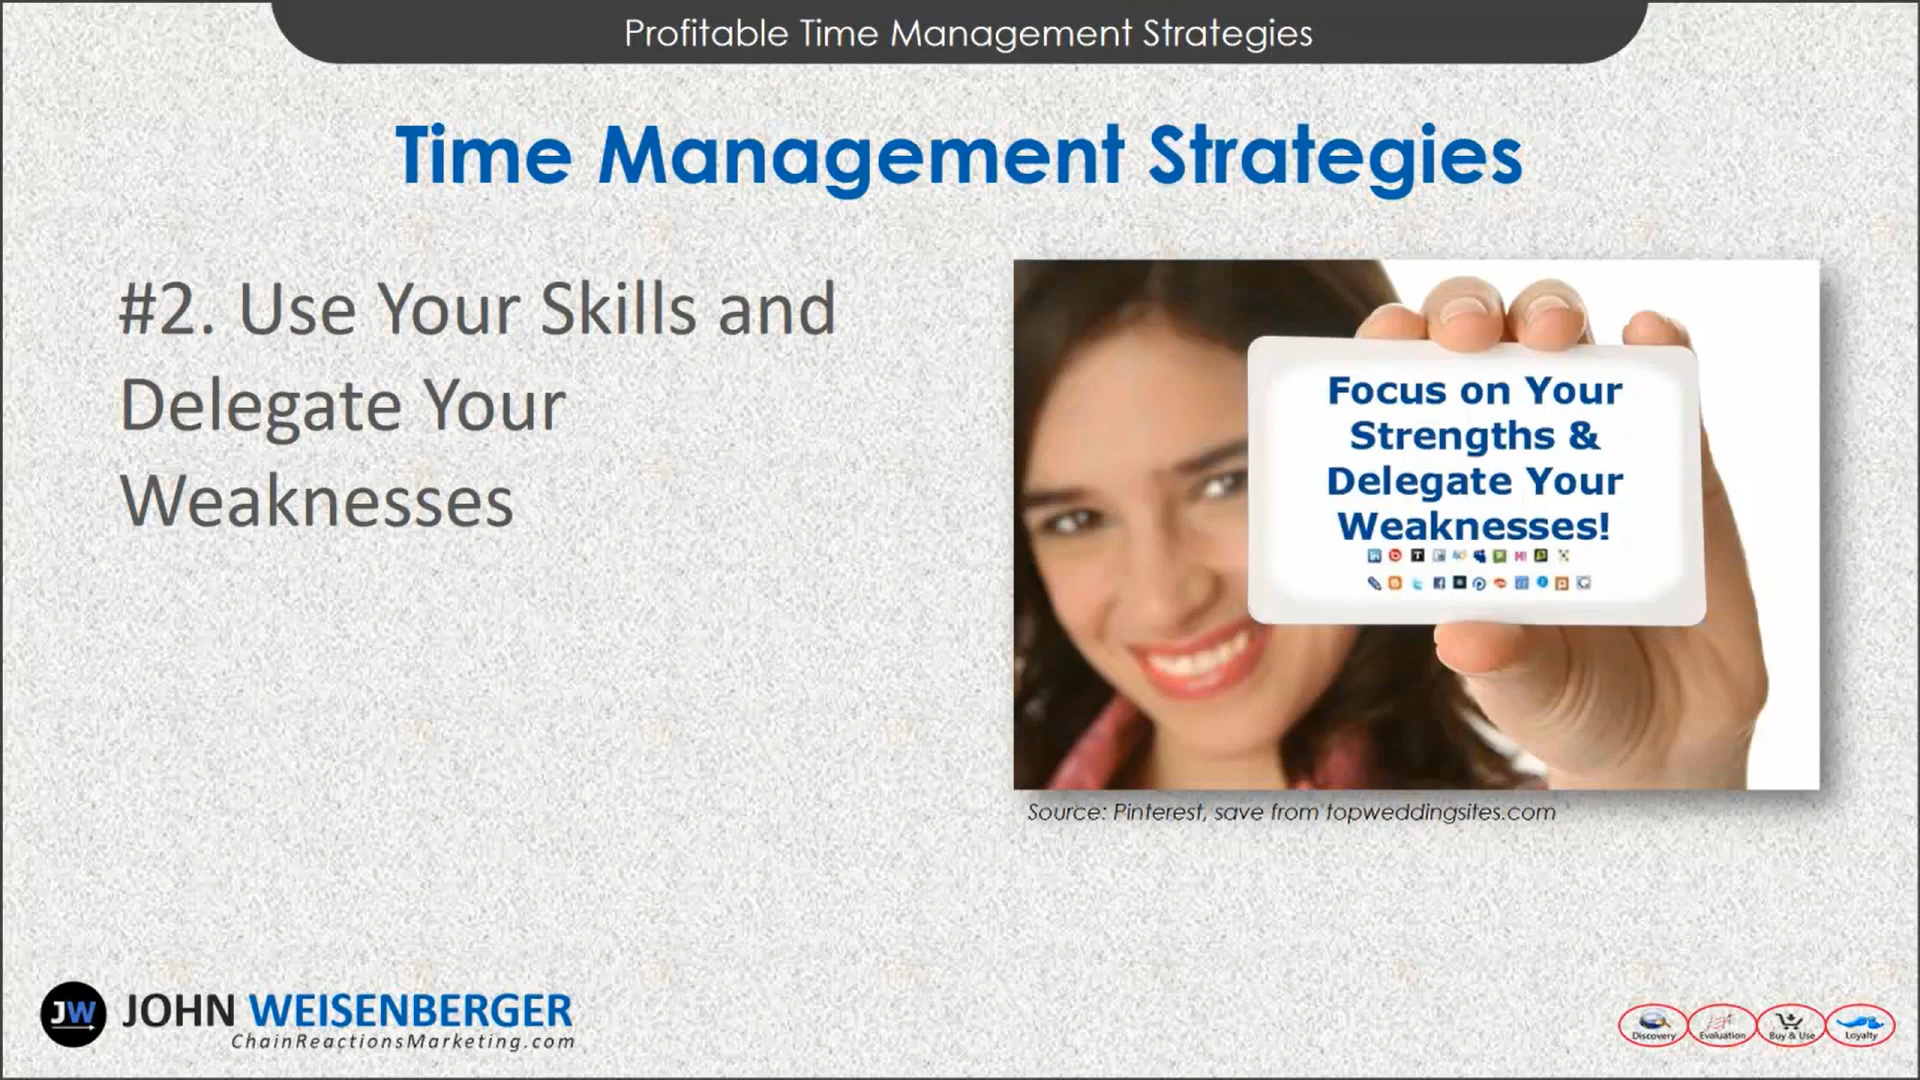 Profitable Time Management Strategies
Time Management Strategies
#2. Use Your Skills and
Delegate Your
Weaknesses
Focus on Your
Strengths &
Delegate Your
Weaknesses!
Source: Pinterest, save from topweddingsites.com
JW
JOHN WEISENBERGER
ChainReactionsMarketing.com
Discovery
Evaluation
Buy & Use
Loyalty